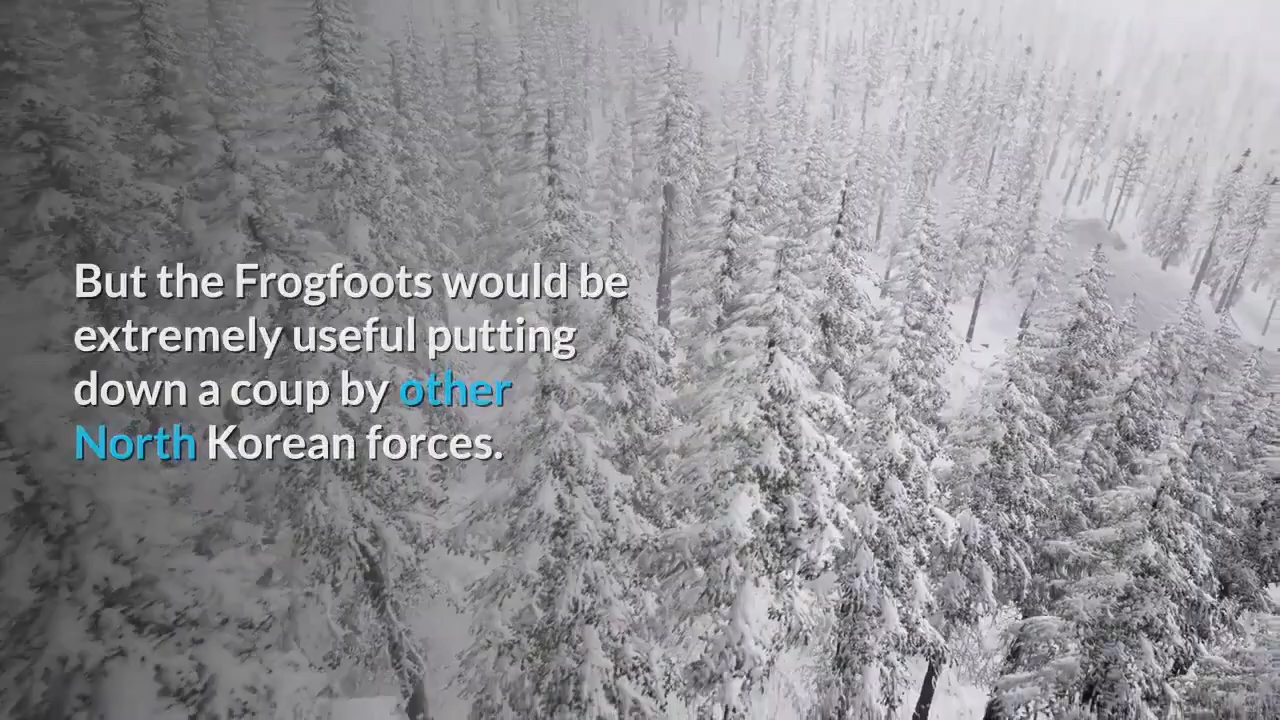 But the Frogfoots would be
extremely useful putting
down a coup by other
North Korean forces.